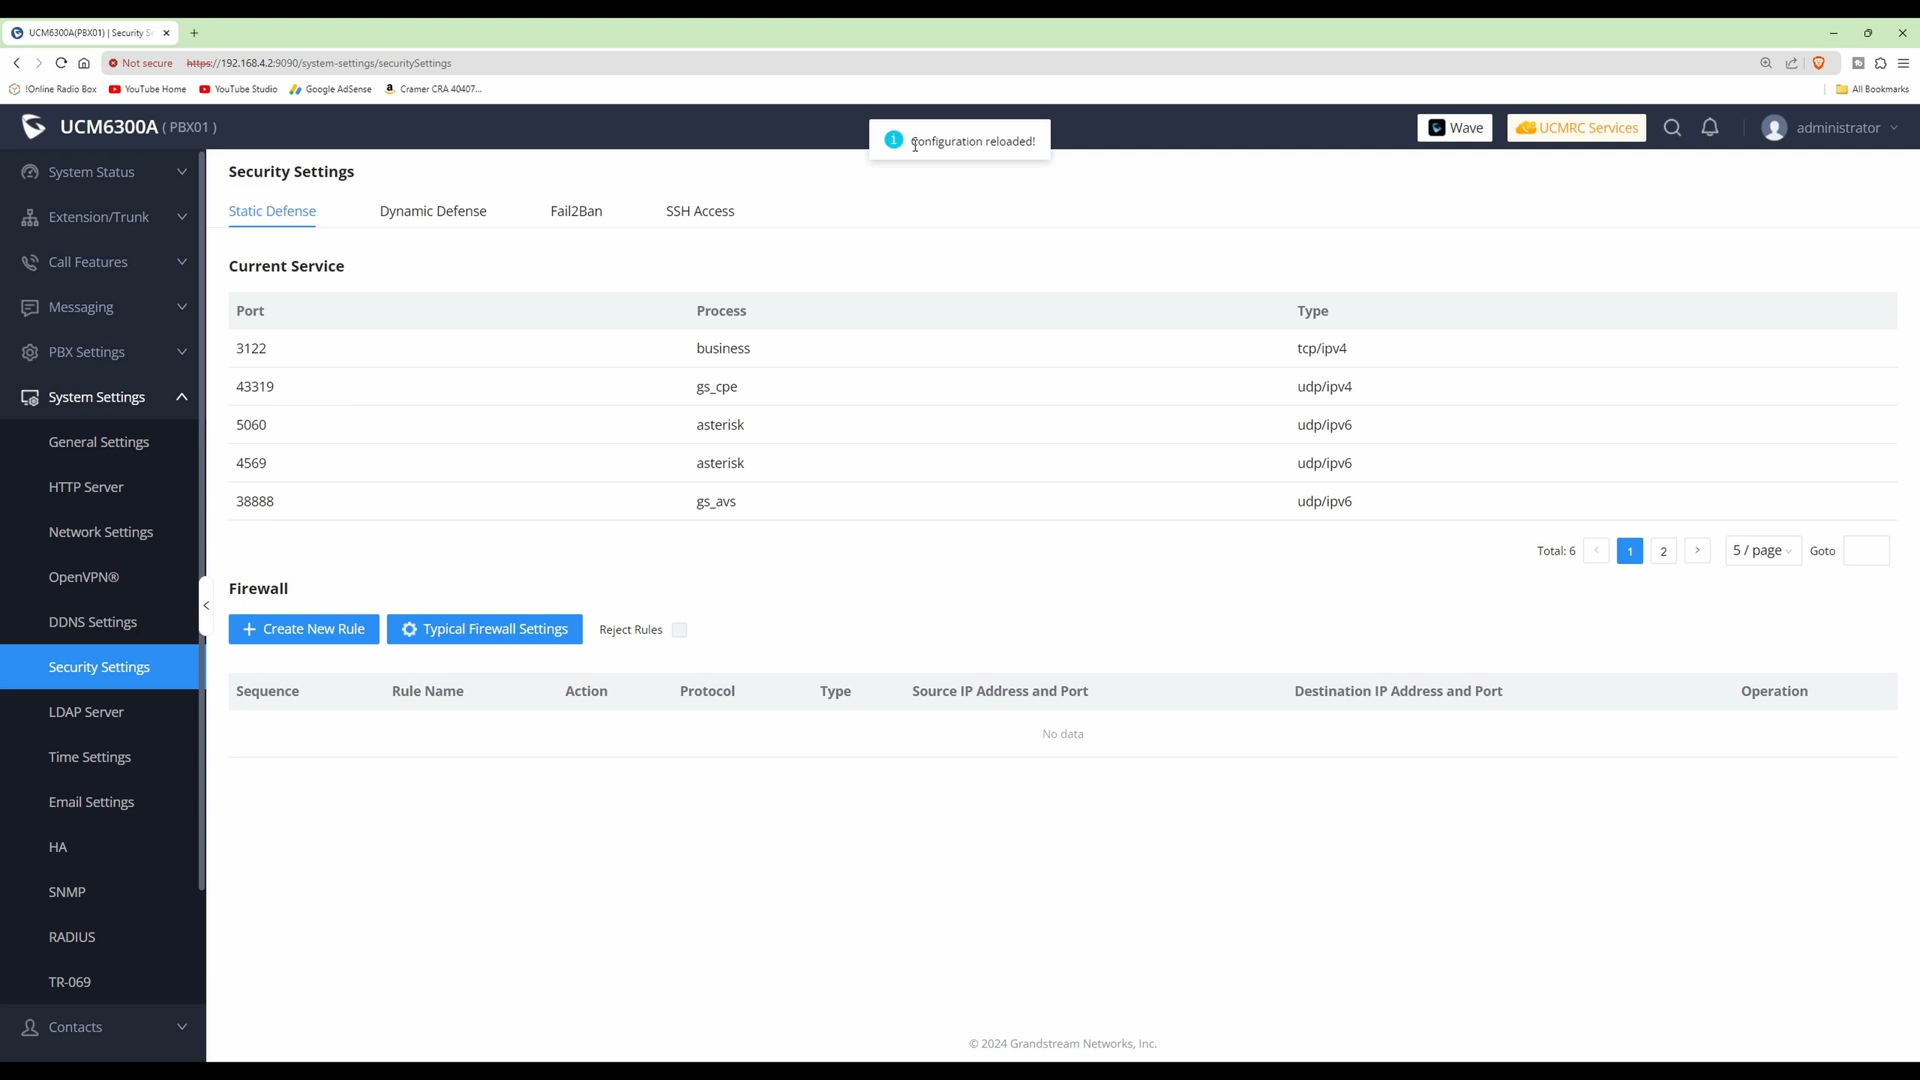 UCM6300A(PBX01) | Security S
Not secure https://192.168.4.2:9090/system-settings/securitySettings
!Online Radio Box YouTube Home YouTube Studio Google AdSense Cramer CRA 40407... All Bookmarks
UCM6300A ( PBX01 ) Configuration reloaded! Wave UCMRC Services administrator
System Status
Extension/Trunk
Call Features
Messaging
PBX Settings
System Settings
General Settings
HTTP Server
Network Settings
OpenVPN®
DDNS Settings
Security Settings
LDAP Server
Time Settings
Email Settings
HA
SNMP
RADIUS
TR-069
Contacts
Security Settings
Static Defense Dynamic Defense Fail2Ban SSH Access
Current Service
Port Process Type
3122 business tcp/ipv4
43319 gs_cpe udp/ipv4
5060 asterisk udp/ipv6
4569 asterisk udp/ipv6
38888 gs_avs udp/ipv6
Total: 6 < 1 2 > 5 / page Goto
Firewall
+ Create New Rule Typical Firewall Settings Reject Rules
Sequence Rule Name Action Protocol Type Source IP Address and Port Destination IP Address and Port Operation
No data
© 2024 Grandstream Networks, Inc.